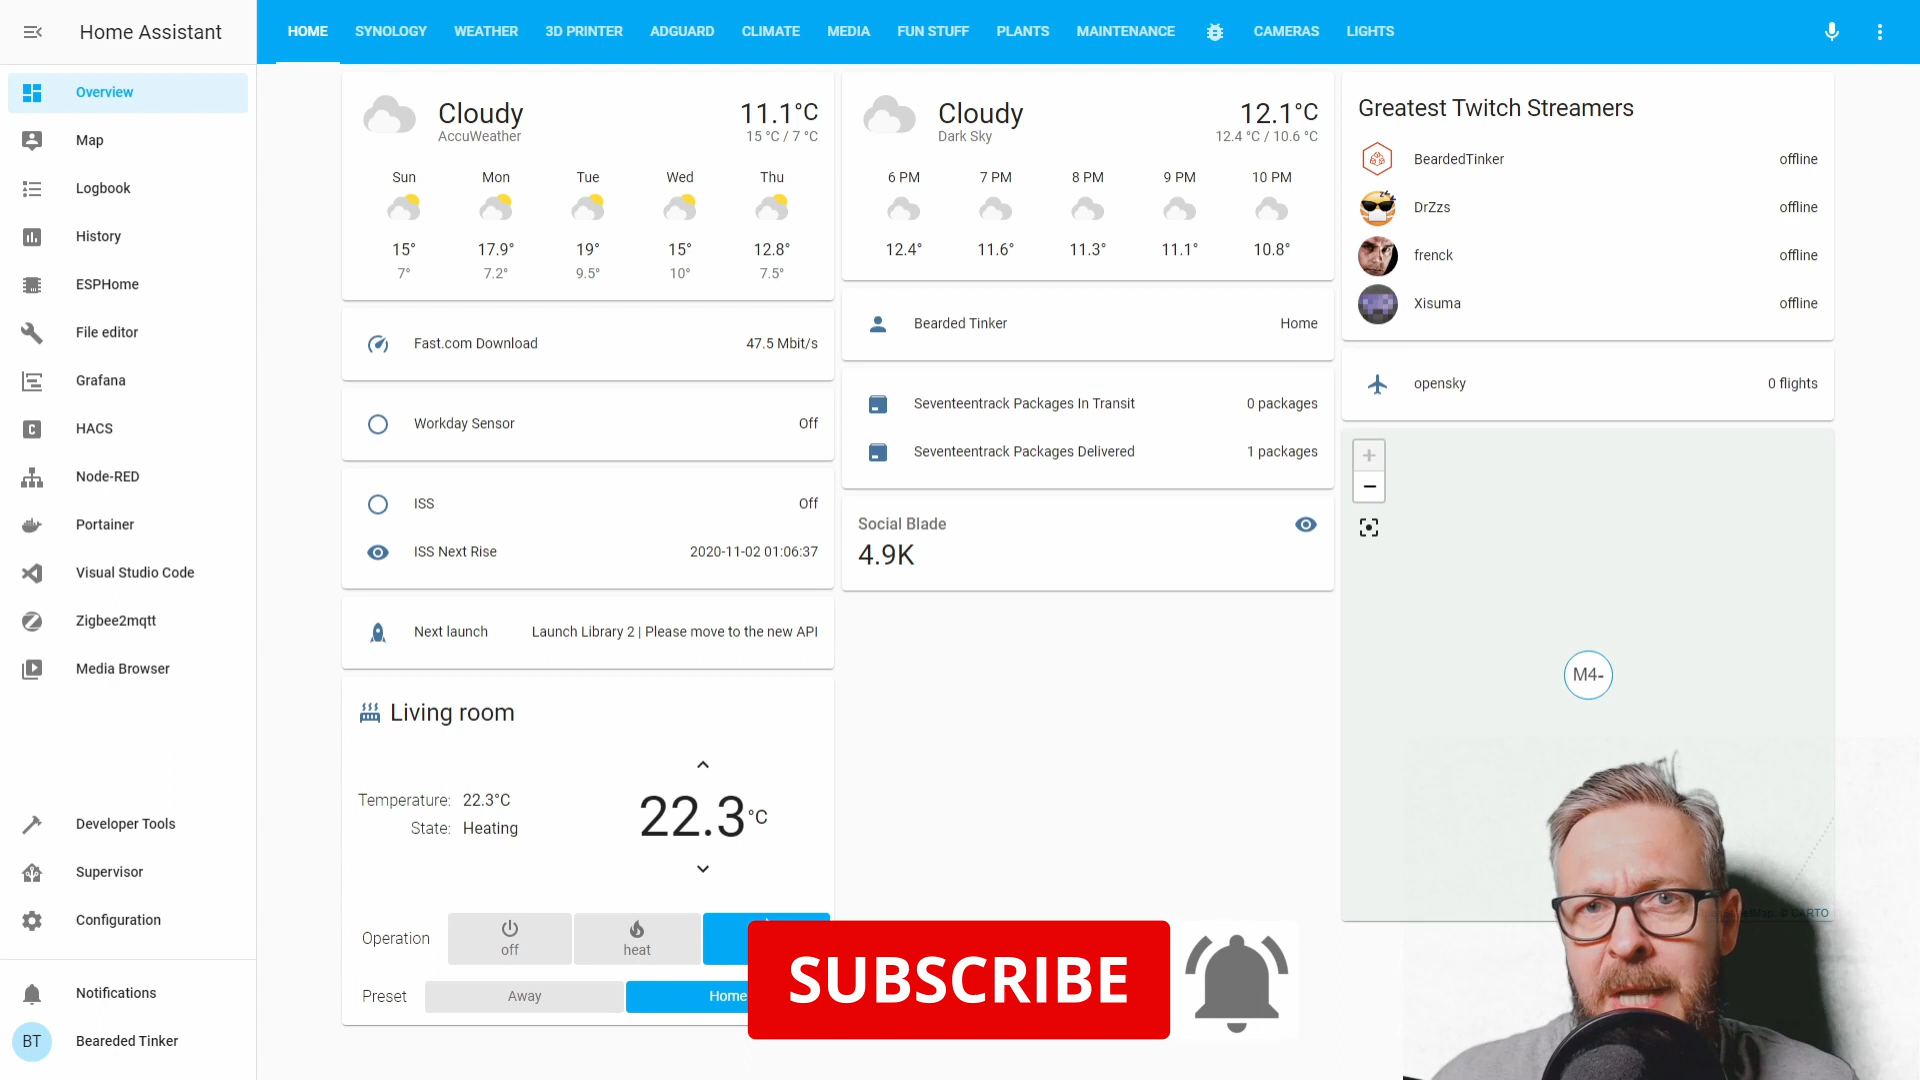 Home Assistant
HOME SYNOLOGY WEATHER 3D PRINTER ADGUARD CLIMATE MEDIA FUN STUFF PLANTS MAINTENANCE CAMERAS LIGHTS
Overview
Map
Logbook
History
ESPHome
File editor
Grafana
HACS
Node-RED
Portainer
Visual Studio Code
Zigbee2mqtt
Media Browser
Developer Tools
Supervisor
Configuration
Notifications
BT Beareded Tinker
Cloudy 11.1°C
AccuWeather 15 °C / 7 °C
Sun Mon Tue Wed Thu
15° 17.9° 19° 15° 12.8°
7° 7.2° 9.5° 10° 7.5°
Fast.com Download 47.5 Mbit/s
Workday Sensor Off
ISS Off
ISS Next Rise 2020-11-02 01:06:37
Next launch Launch Library 2 | Please move to the new API
Living room
Temperature: 22.3°C
State: Heating
22.3°C
Operation off heat
Preset Away Home
Cloudy 12.1°C
Dark Sky 12.4 °C / 10.6 °C
6 PM 7 PM 8 PM 9 PM 10 PM
12.4° 11.6° 11.3° 11.1° 10.8°
Bearded Tinker Home
Seventeentrack Packages In Transit 0 packages
Seventeentrack Packages Delivered 1 packages
Social Blade
4.9K
Greatest Twitch Streamers
BeardedTinker offline
DrZzs offline
frenck offline
Xisuma offline
opensky 0 flights
+
−
M4-
© CARTO
SUBSCRIBE